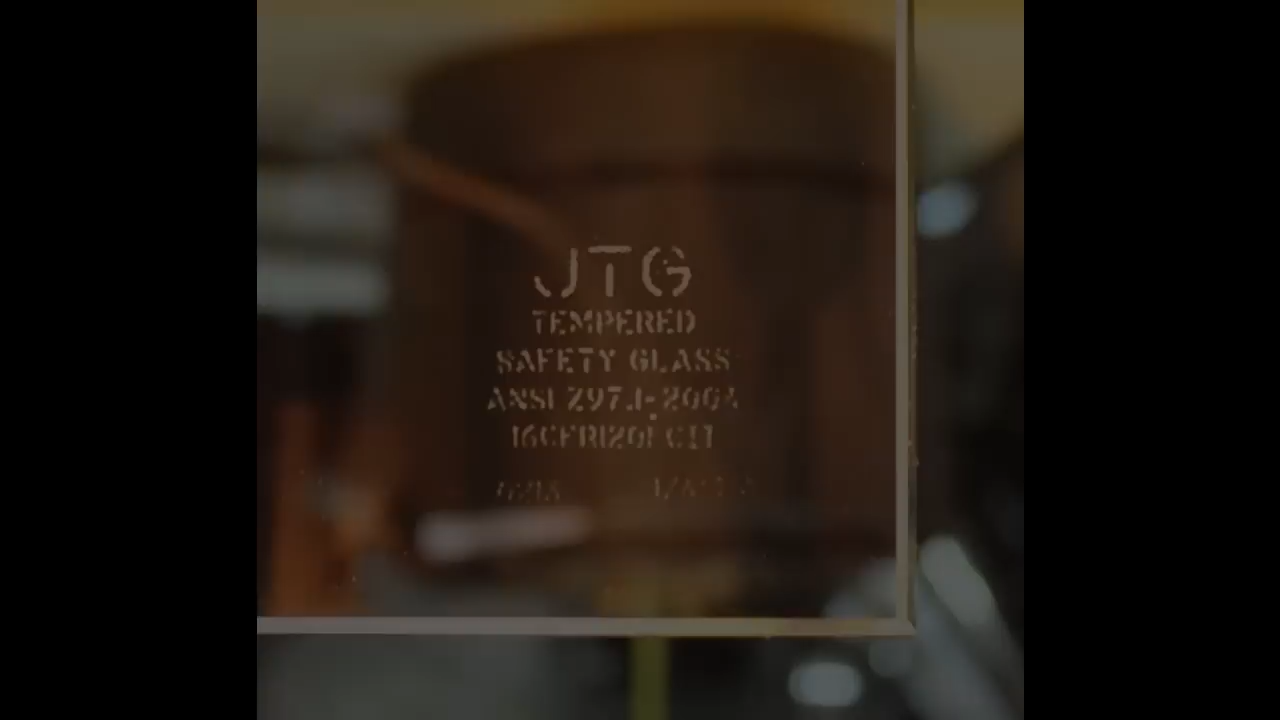 JTG
TEMPERED
SAFETY GLASS
ANSI Z97.1-2004
16CFR1201 CII